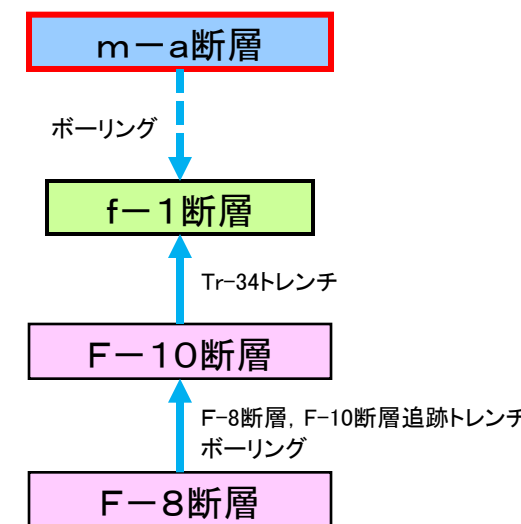 ｍ－a断層
ボーリング
f－１断層
Tr-34トレンチ
Ｆ－１０断層
F-8断層，F-10断層追跡トレンチ
ボーリング
Ｆ－８断層